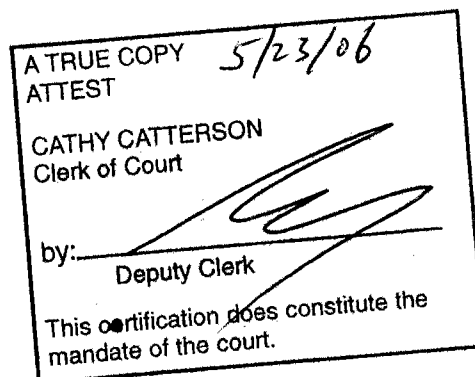 A TRUE COPY 5/23/06
ATTEST
CATHY CATTERSON
Clerk of Court
by:
Deputy Clerk
This certification does constitute the
mandate of the court.